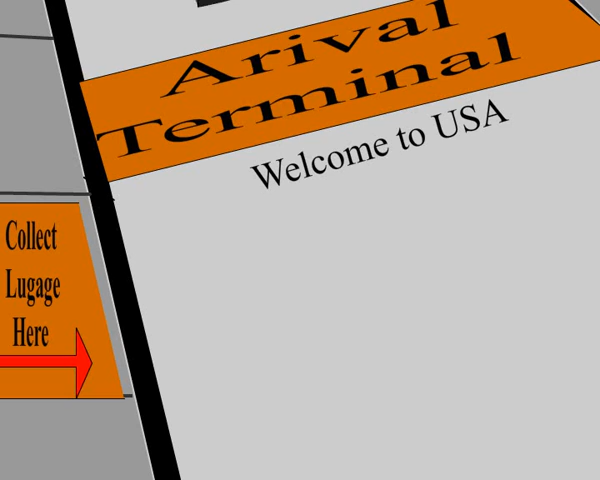 Arival
Terminal
Welcome to USA
Collect
Lugage
Here